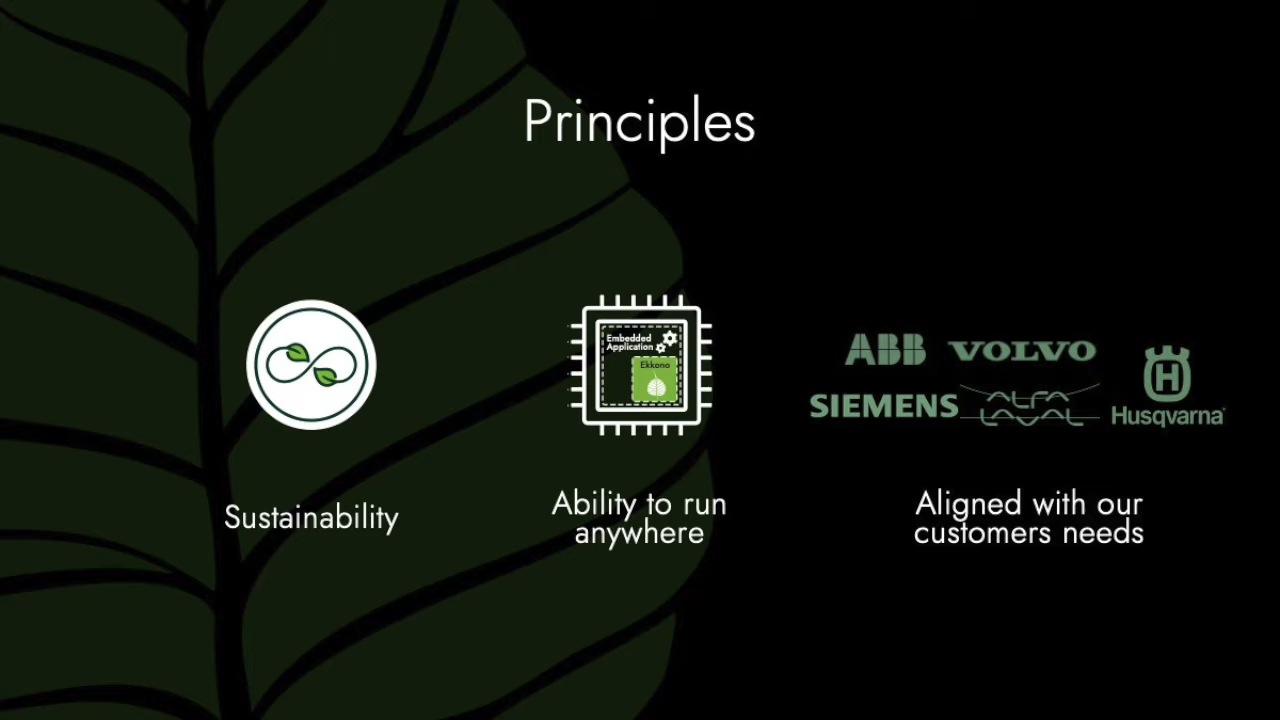 Principles
Embedded
Application
Ekkono
ABB
VOLVO
SIEMENS
ALFA
LAVAL
H
Husqvarna
Sustainability
Ability to run
anywhere
Aligned with our
customers needs